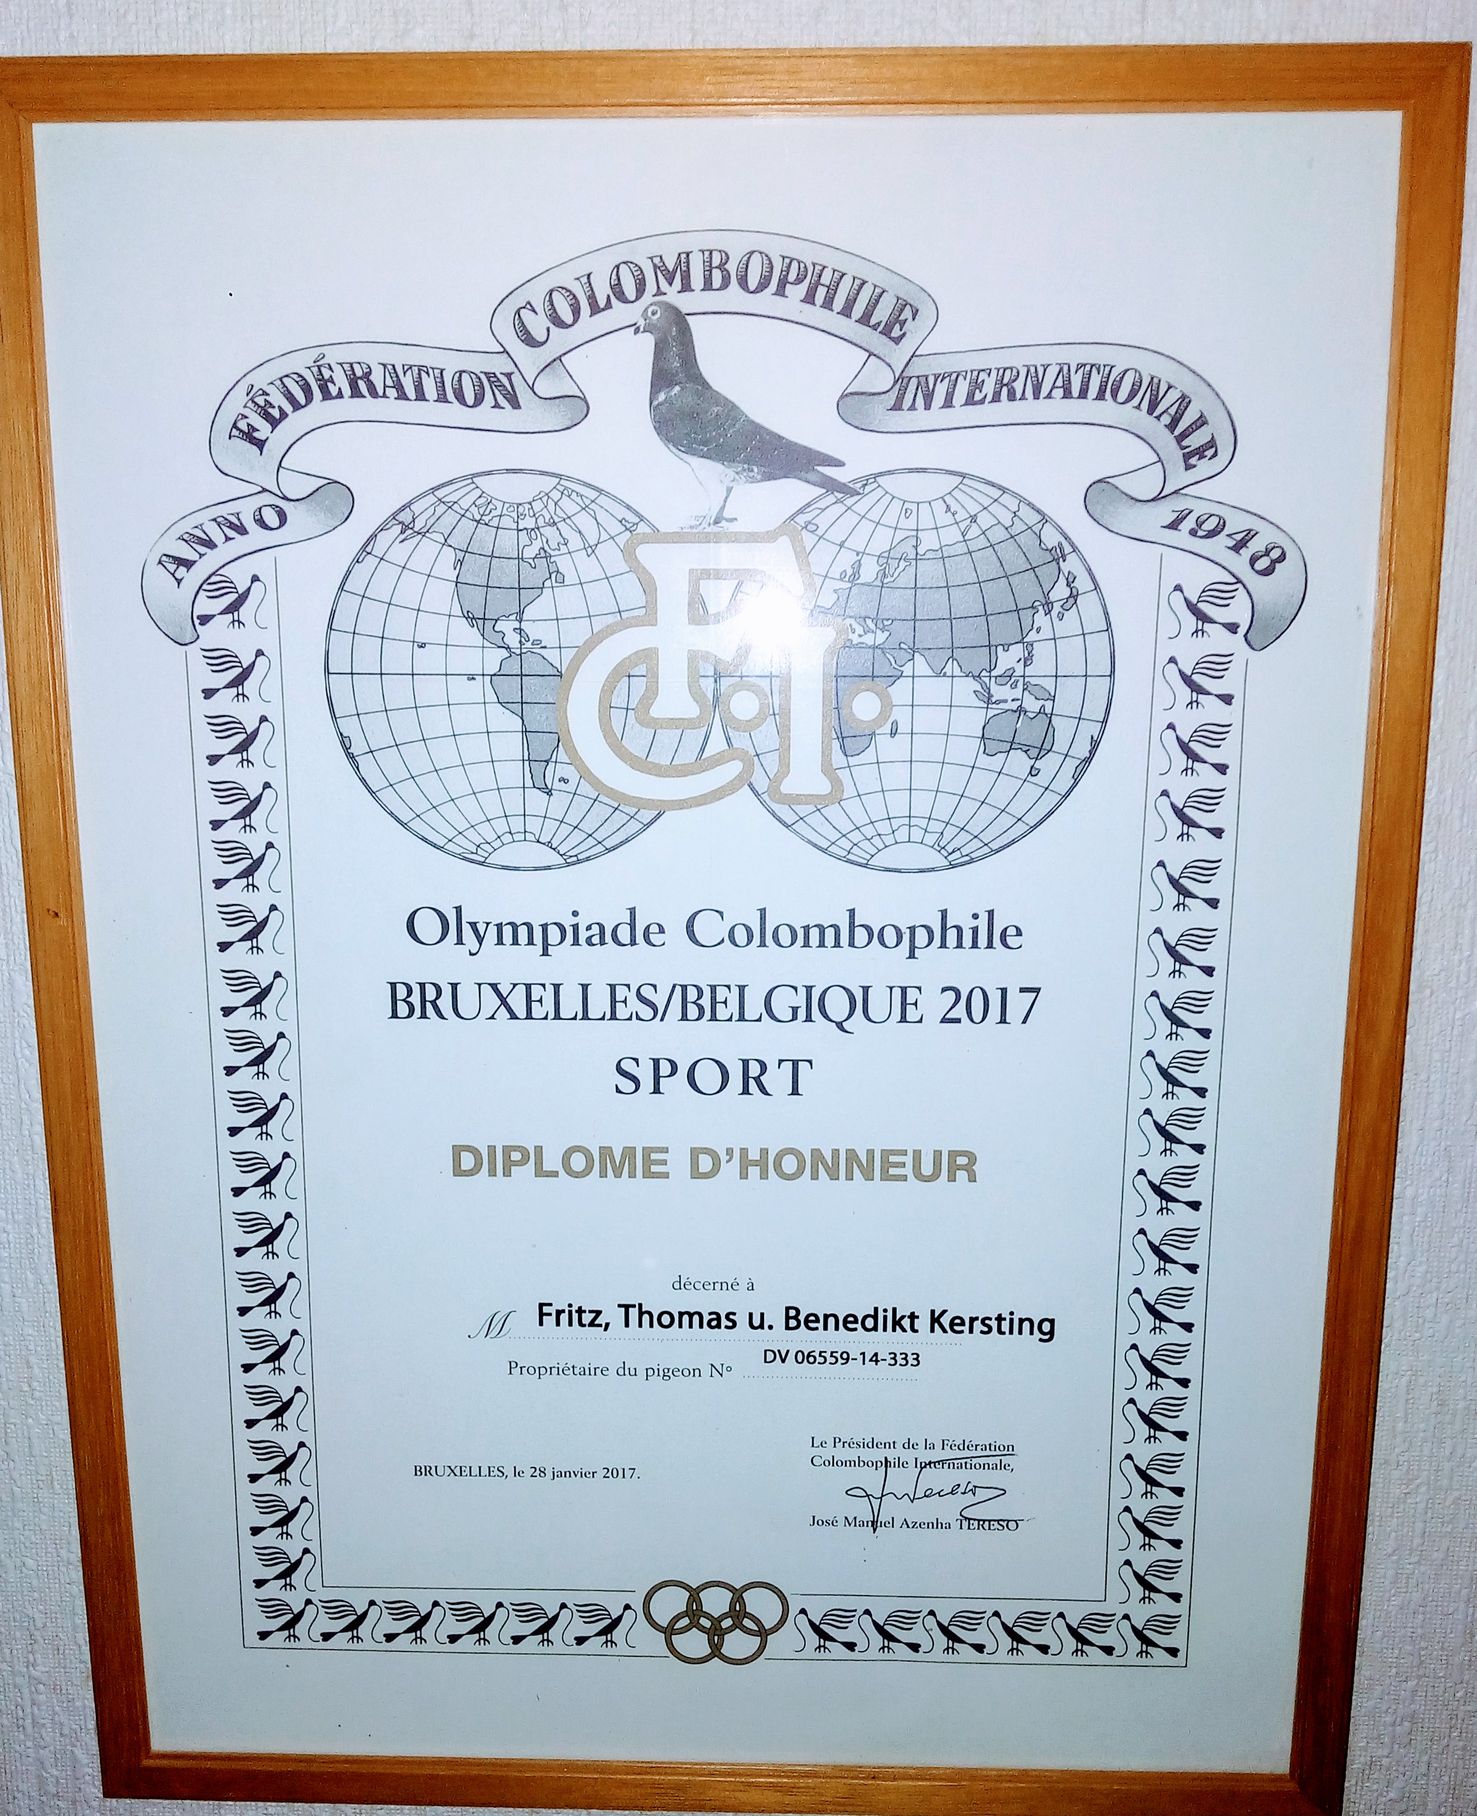 ANNO FÉDÉRATION COLOMBOPHILE INTERNATIONALE 1948
F.C.I.
Olympiade Colombophile
BRUXELLES/BELGIQUE 2017
SPORT
DIPLOME D'HONNEUR
décerné à
M Fritz, Thomas u. Benedikt Kersting
Propriétaire du pigeon Nº DV 06559-14-333
Le Président de la Fédération
Colombophile Internationale,
BRUXELLES, le 28 janvier 2017.
José Manuel Azenha TERESO